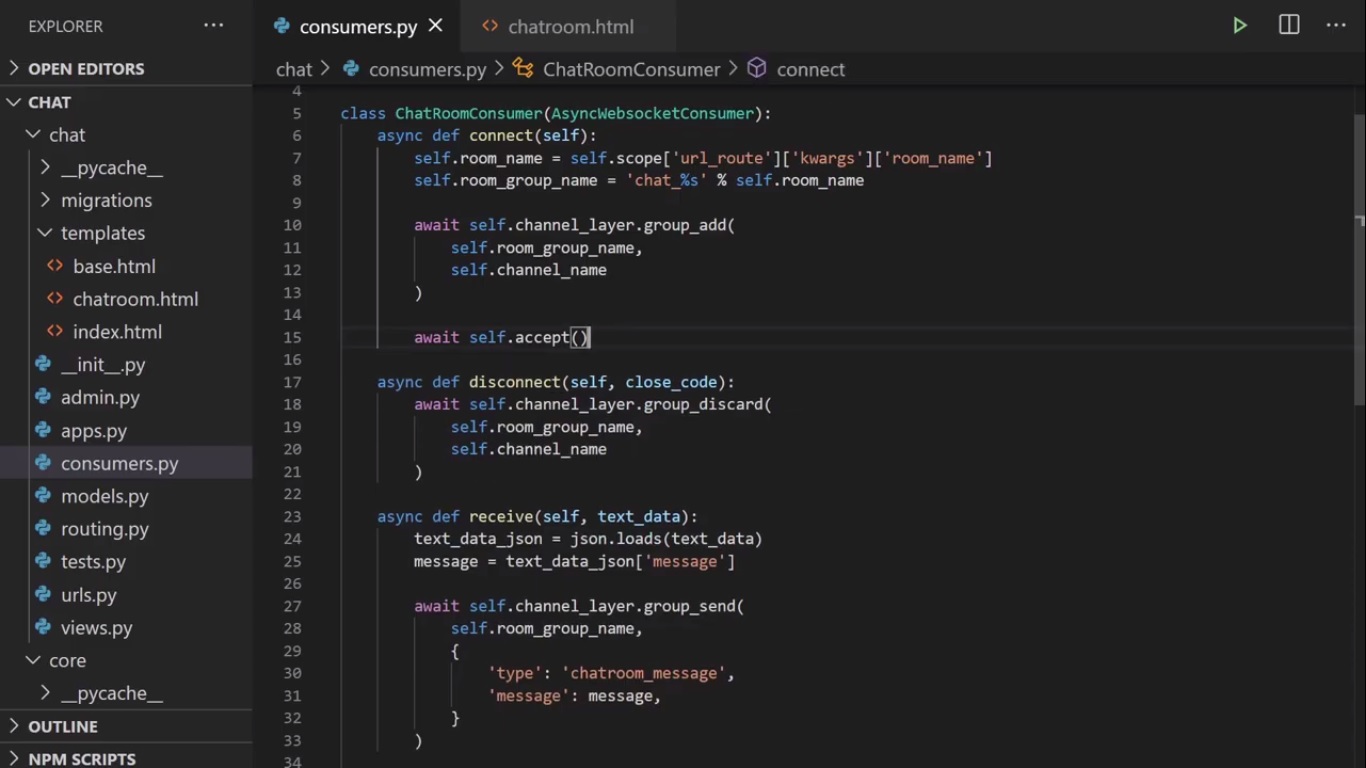 EXPLORER
OPEN EDITORS
CHAT
chat
__pycache__
migrations
templates
base.html
chatroom.html
index.html
__init__.py
admin.py
apps.py
consumers.py
models.py
routing.py
tests.py
urls.py
views.py
core
__pycache__
OUTLINE
NPM SCRIPTS
consumers.py
chatroom.html
chat > consumers.py > ChatRoomConsumer > connect
4
5 class ChatRoomConsumer(AsyncWebsocketConsumer):
6 async def connect(self):
7 self.room_name = self.scope['url_route']['kwargs']['room_name']
8 self.room_group_name = 'chat_%s' % self.room_name
9
10 await self.channel_layer.group_add(
11 self.room_group_name,
12 self.channel_name
13 )
14
15 await self.accept()
16
17 async def disconnect(self, close_code):
18 await self.channel_layer.group_discard(
19 self.room_group_name,
20 self.channel_name
21 )
22
23 async def receive(self, text_data):
24 text_data_json = json.loads(text_data)
25 message = text_data_json['message']
26
27 await self.channel_layer.group_send(
28 self.room_group_name,
29 {
30 'type': 'chatroom_message',
31 'message': message,
32 }
33 )
34